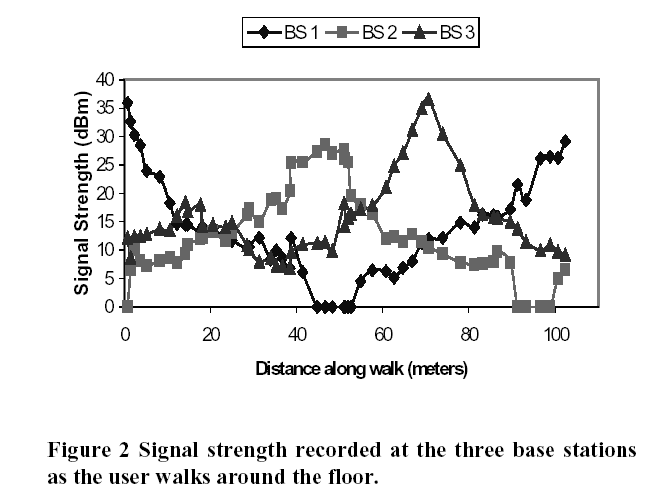 BS 1 BS 2 BS 3
Signal Strength (dBm)
40
35
30
25
20
15
10
5
0
0 20 40 60 80 100
Distance along walk (meters)
Figure 2 Signal strength recorded at the three base stations
as the user walks around the floor.